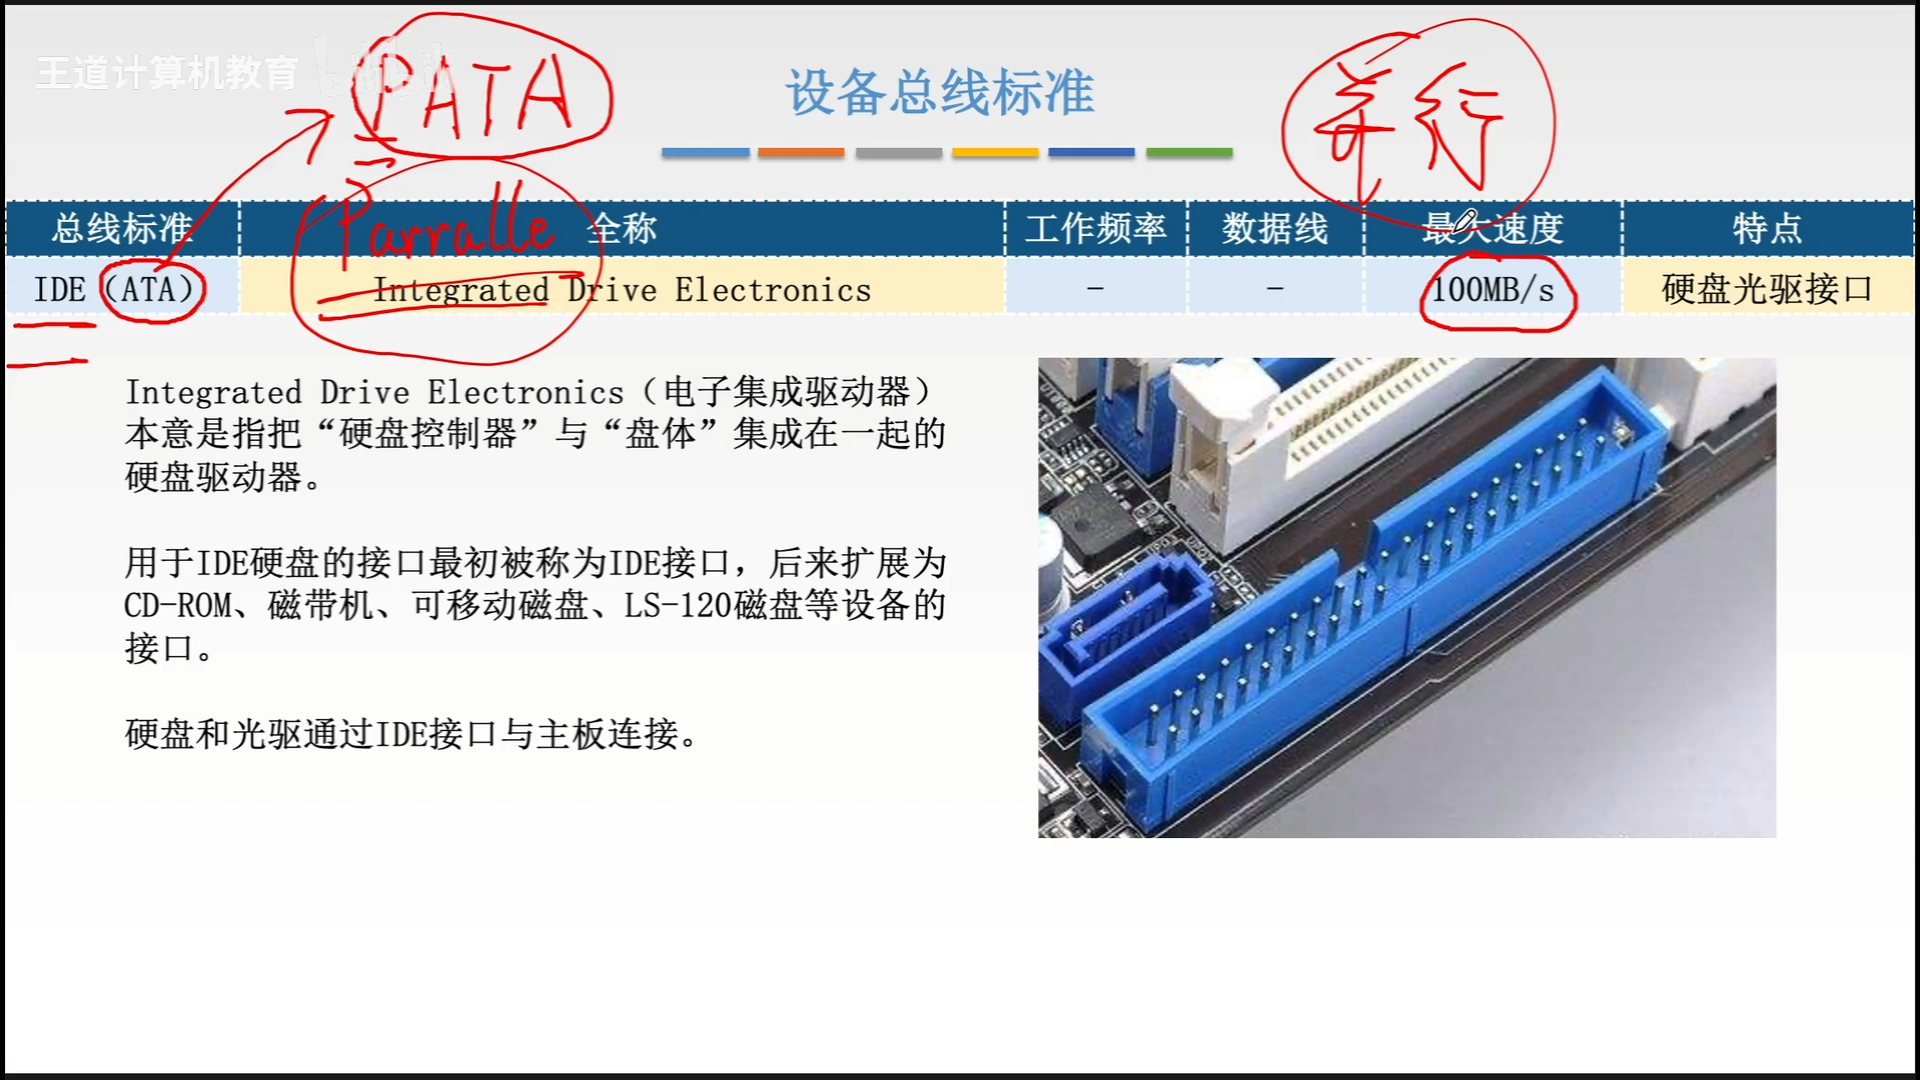 王道计算机教育
PATA
设备总线标准
并行
Parralle
总线标准 全称 工作频率 数据线 最大速度 特点
IDE（ATA） Integrated Drive Electronics - - 100MB/s 硬盘光驱接口
Integrated Drive Electronics（电子集成驱动器）
本意是指把“硬盘控制器”与“盘体”集成在一起的
硬盘驱动器。
用于IDE硬盘的接口最初被称为IDE接口，后来扩展为
CD-ROM、磁带机、可移动磁盘、LS-120磁盘等设备的
接口。
硬盘和光驱通过IDE接口与主板连接。